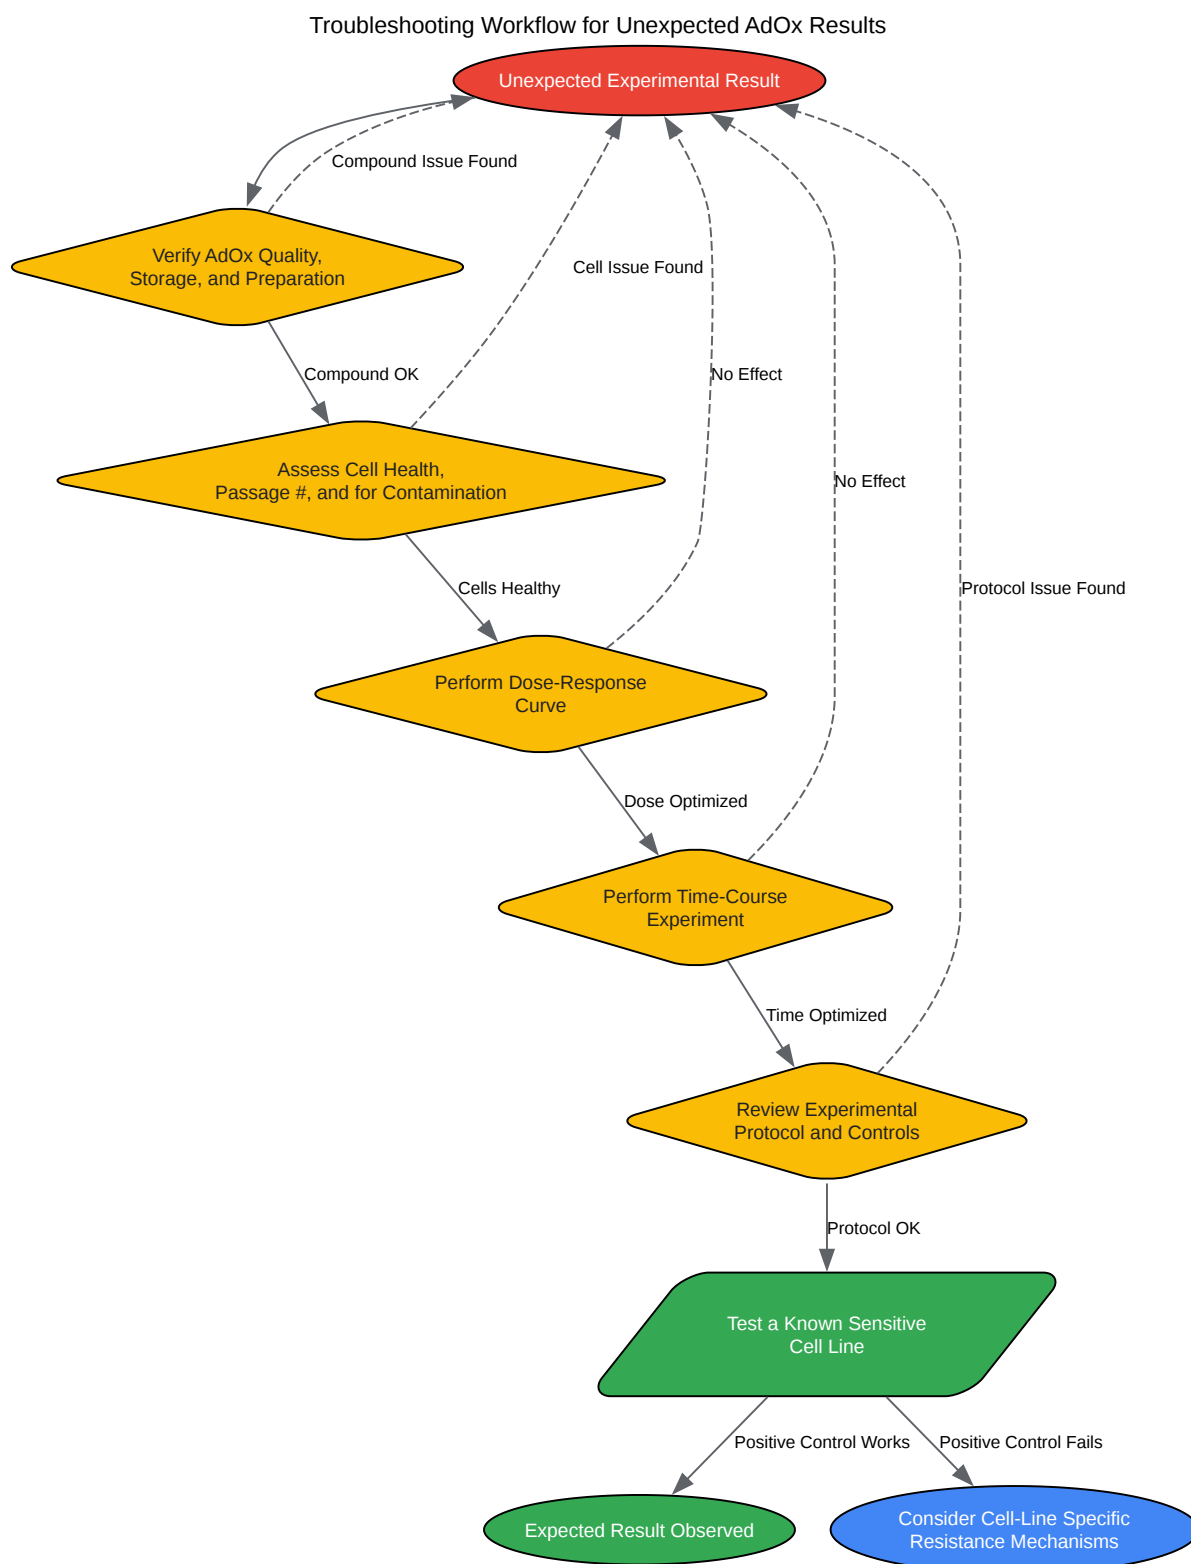 Troubleshooting Workflow for Unexpected AdOx Results
Unexpected Experimental Result
Compound Issue Found
Verify AdOx Quality,
Storage, and Preparation
Cell Issue Found
Compound OK
No Effect
Assess Cell Health,
Passage #, and for Contamination
No Effect
Cells Healthy
Protocol Issue Found
Perform Dose-Response
Curve
Dose Optimized
Perform Time-Course
Experiment
Time Optimized
Review Experimental
Protocol and Controls
Protocol OK
Test a Known Sensitive
Cell Line
Positive Control Works
Positive Control Fails
Expected Result Observed
Consider Cell-Line Specific
Resistance Mechanisms